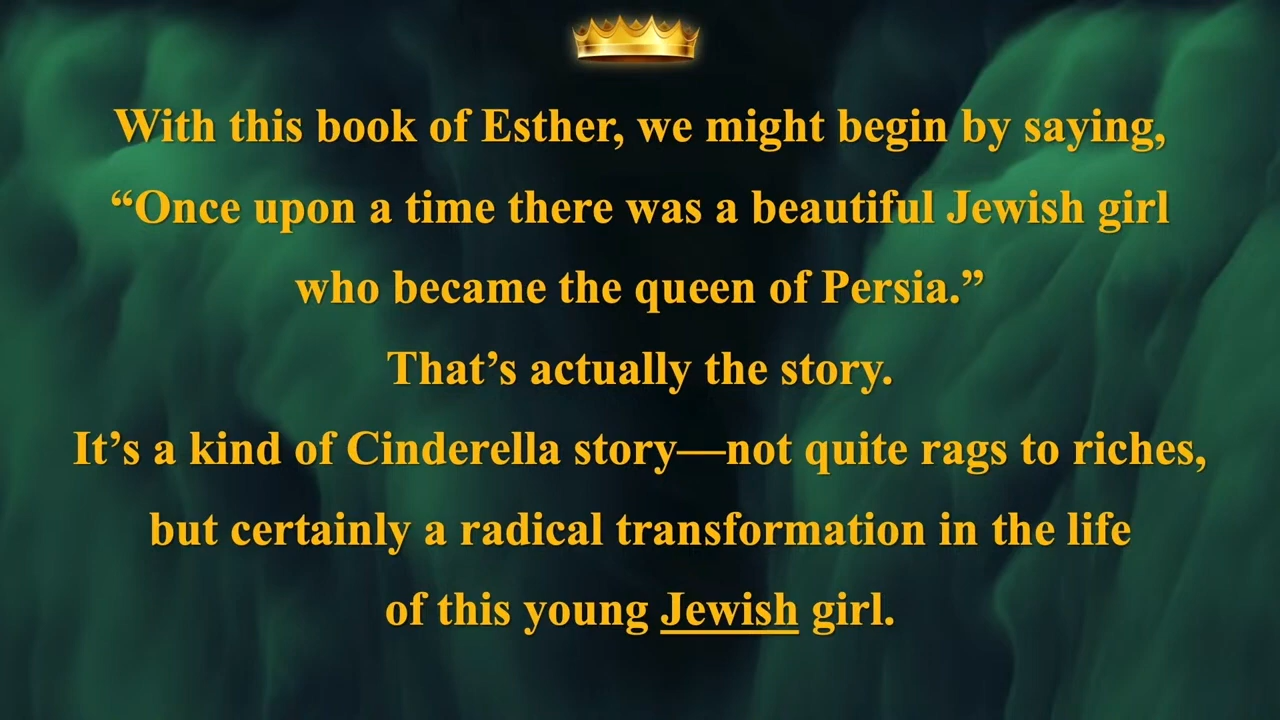 With this book of Esther, we might begin by saying,
“Once upon a time there was a beautiful Jewish girl
who became the queen of Persia.”
That’s actually the story.
It’s a kind of Cinderella story—not quite rags to riches,
but certainly a radical transformation in the life
of this young Jewish girl.